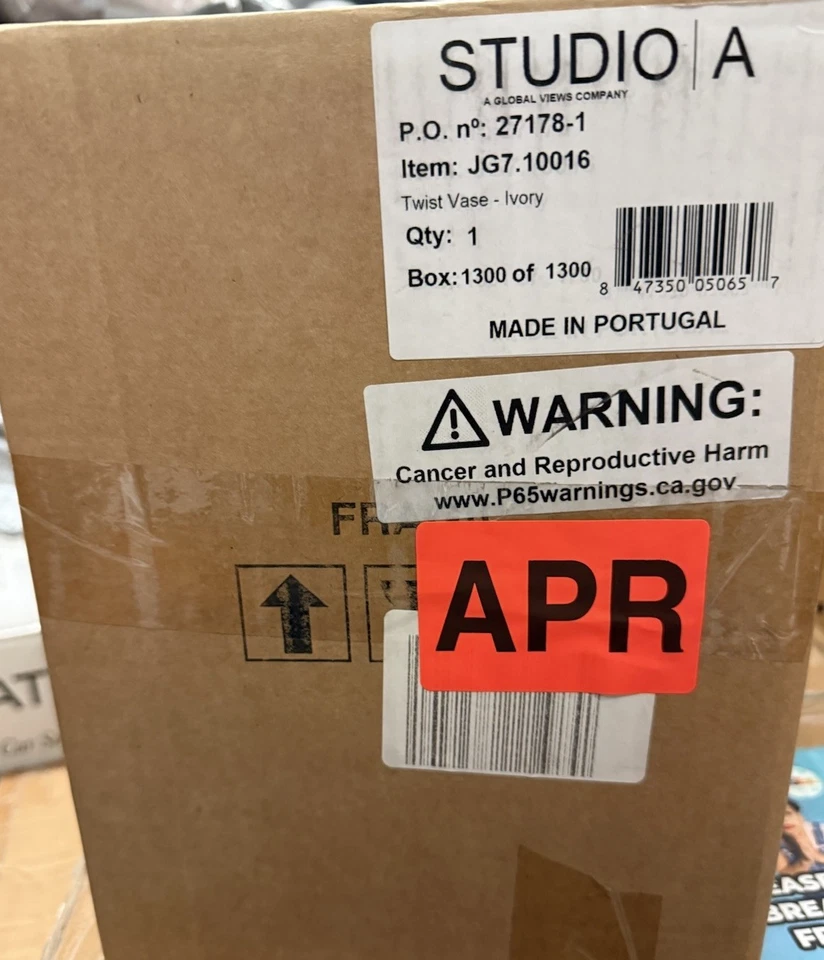 STUDIO | A
A GLOBAL VIEWS COMPANY
P.O. nº: 27178-1
Item: JG7.10016
Twist Vase - Ivory
Qty: 1
Box: 1300 of 1300
8 47350 05065 7
MADE IN PORTUGAL
WARNING:
Cancer and Reproductive Harm
www.P65warnings.ca.gov
APR